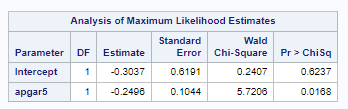 Analysis of Maximum Likelihood Estimates
Parameter DF Estimate Standard Error Wald Chi-Square Pr > ChiSq
Intercept 1 -0.3037 0.6191 0.2407 0.6237
apgar5 1 -0.2496 0.1044 5.7206 0.0168